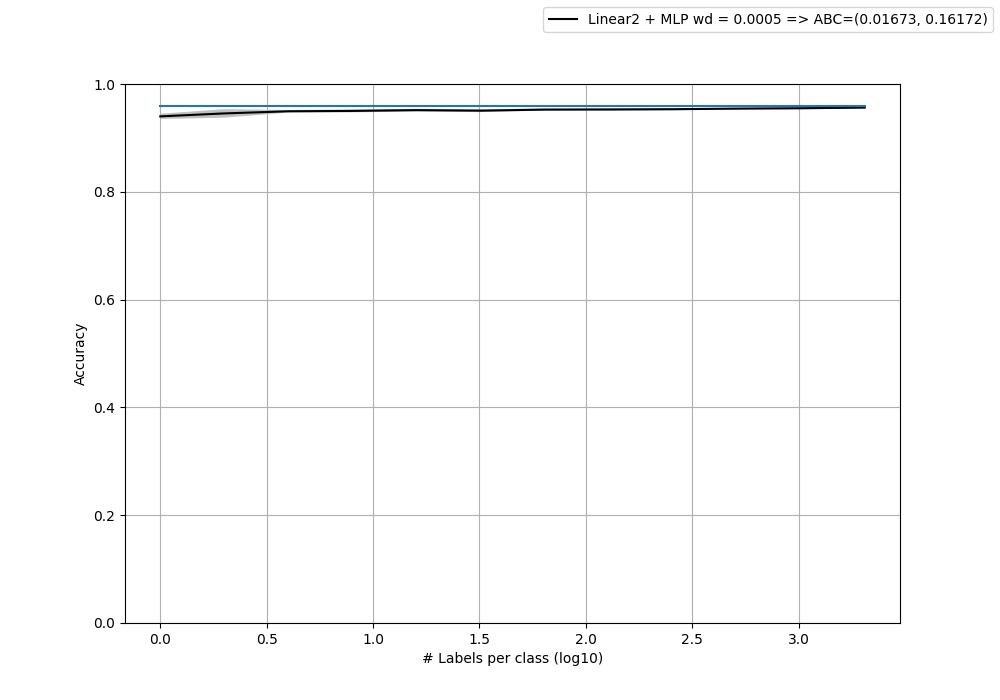 Linear2 + MLP wd = 0.0005 => ABC=(0.01673, 0.16172)
1.0
0.8
0.6
0.4
0.2
0.0
Accuracy
0.0 0.5 1.0 1.5 2.0 2.5 3.0
# Labels per class (log10)